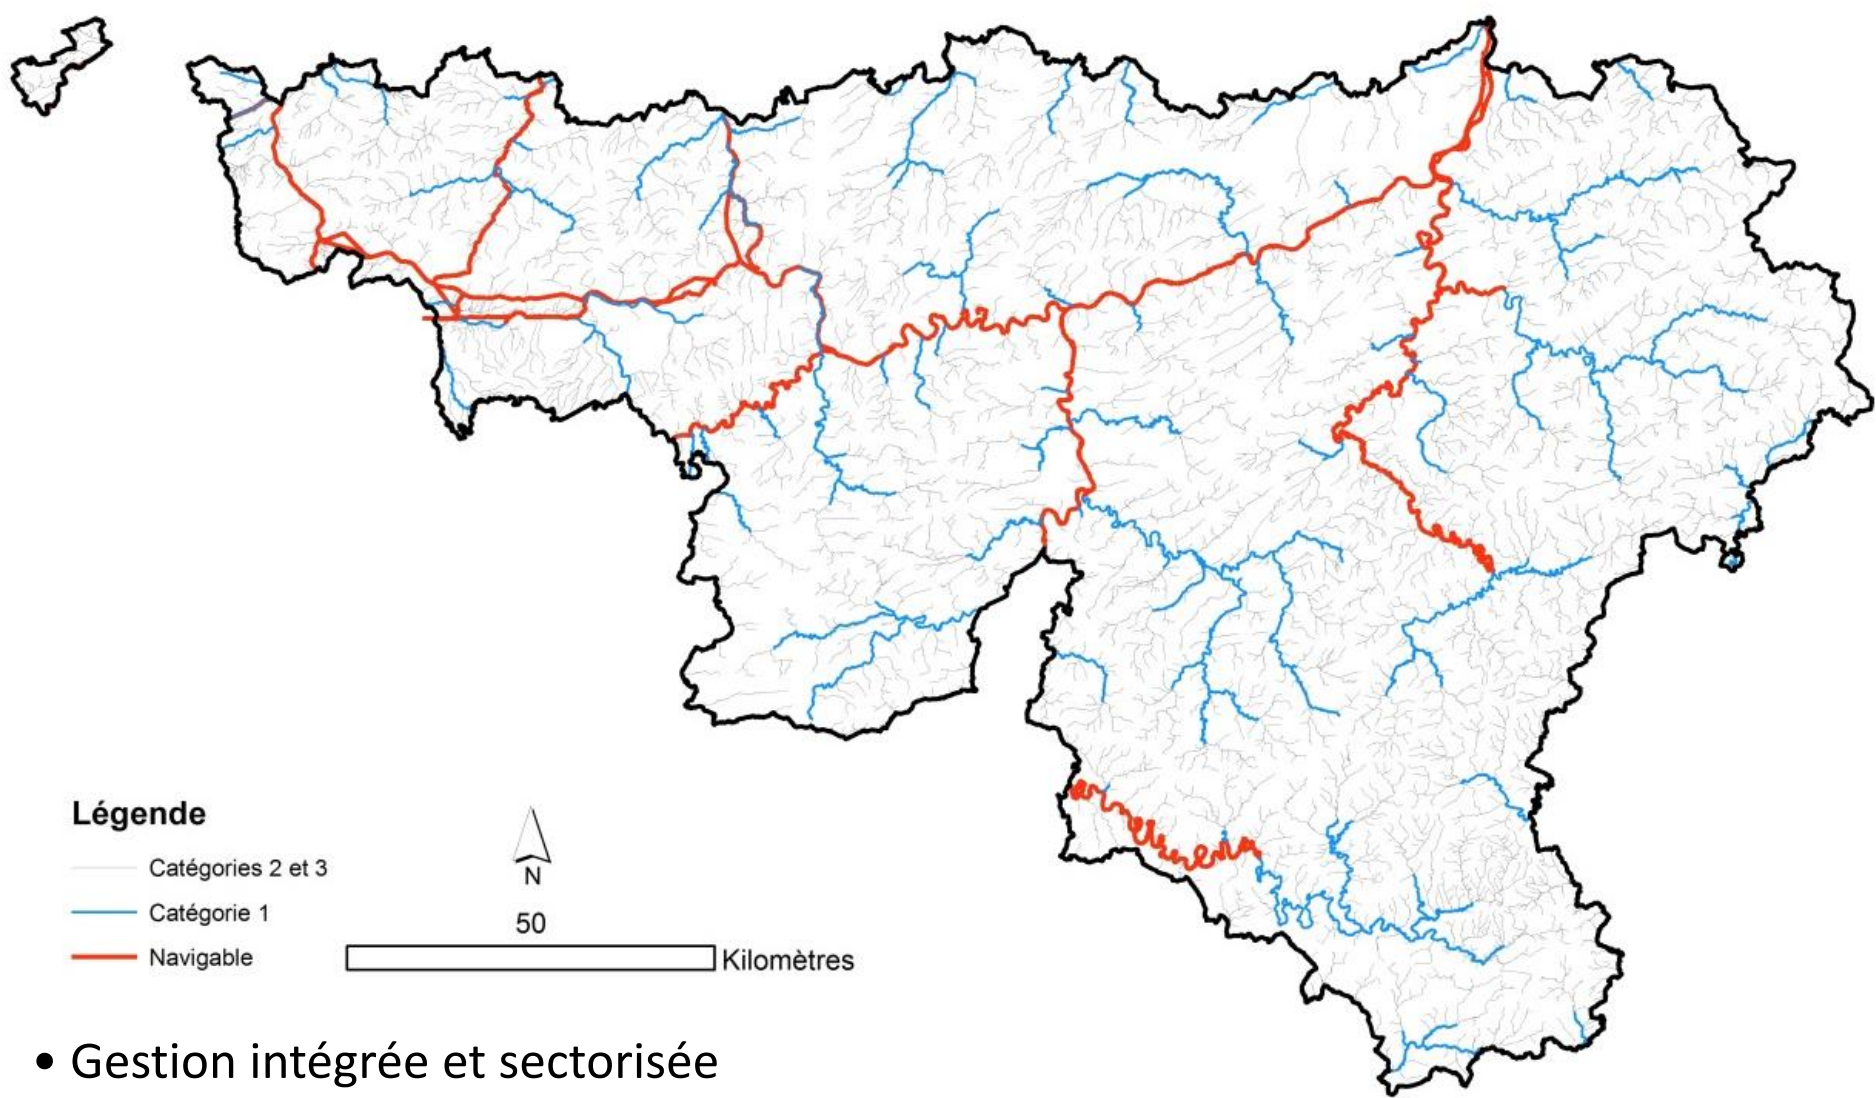 Légende
Catégories 2 et 3
Catégorie 1
Navigable
N
50
Kilomètres
• Gestion intégrée et sectorisée